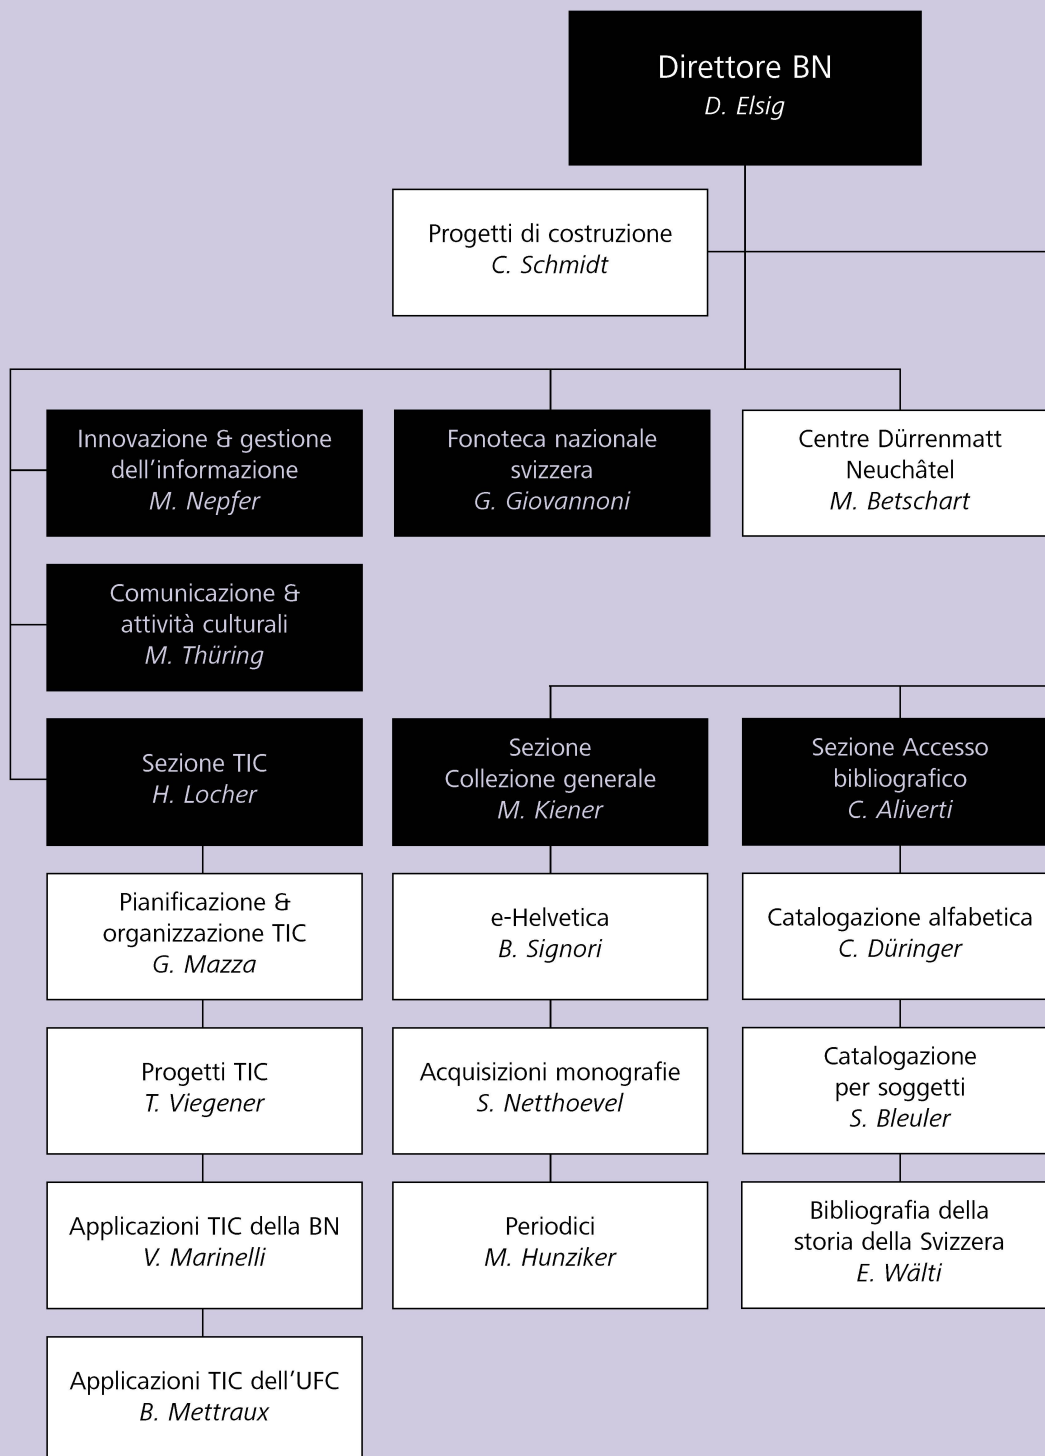 Direttore BN
D. Elsig
Progetti di costruzione
C. Schmidt
Innovazione & gestione
dell'informazione
M. Nepfer
Fonoteca nazionale
svizzera
G. Giovannoni
Centre Dürrenmatt
Neuchâtel
M. Betschart
Comunicazione &
attività culturali
M. Thüring
Sezione TIC
H. Locher
Sezione
Collezione generale
M. Kiener
Sezione Accesso
bibliografico
C. Aliverti
Pianificazione &
organizzazione TIC
G. Mazza
e-Helvetica
B. Signori
Catalogazione alfabetica
C. Düringer
Progetti TIC
T. Viegener
Acquisizioni monografie
S. Netthoevel
Catalogazione
per soggetti
S. Bleuler
Applicazioni TIC della BN
V. Marinelli
Periodici
M. Hunziker
Bibliografia della
storia della Svizzera
E. Wälti
Applicazioni TIC dell'UFC
B. Mettraux